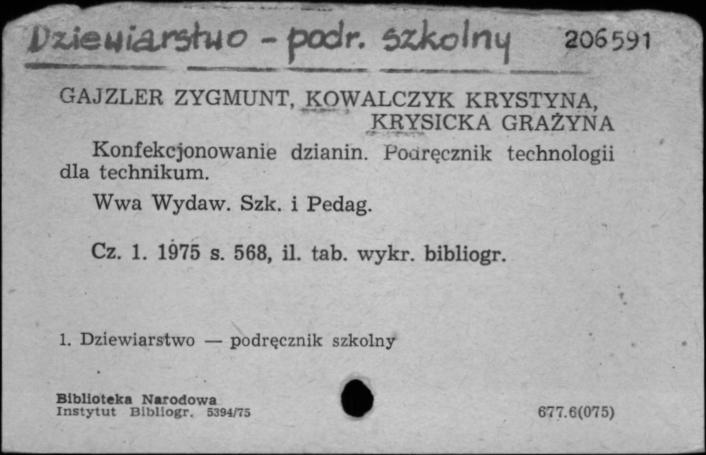 Dziewiarstwo - podr. szkolny 206591
GAJZLER ZYGMUNT, KOWALCZYK KRYSTYNA,
KRYSICKA GRAŻYNA
Konfekcjonowanie dzianin. Podręcznik technologii
dla technikum.
Wwa Wydaw. Szk. i Pedag.
Cz. 1. 1975 s. 568, il. tab. wykr. bibliogr.
1. Dziewiarstwo — podręcznik szkolny
Biblioteka Narodowa
Instytut Bibliogr. 5394/75 677.6(075)